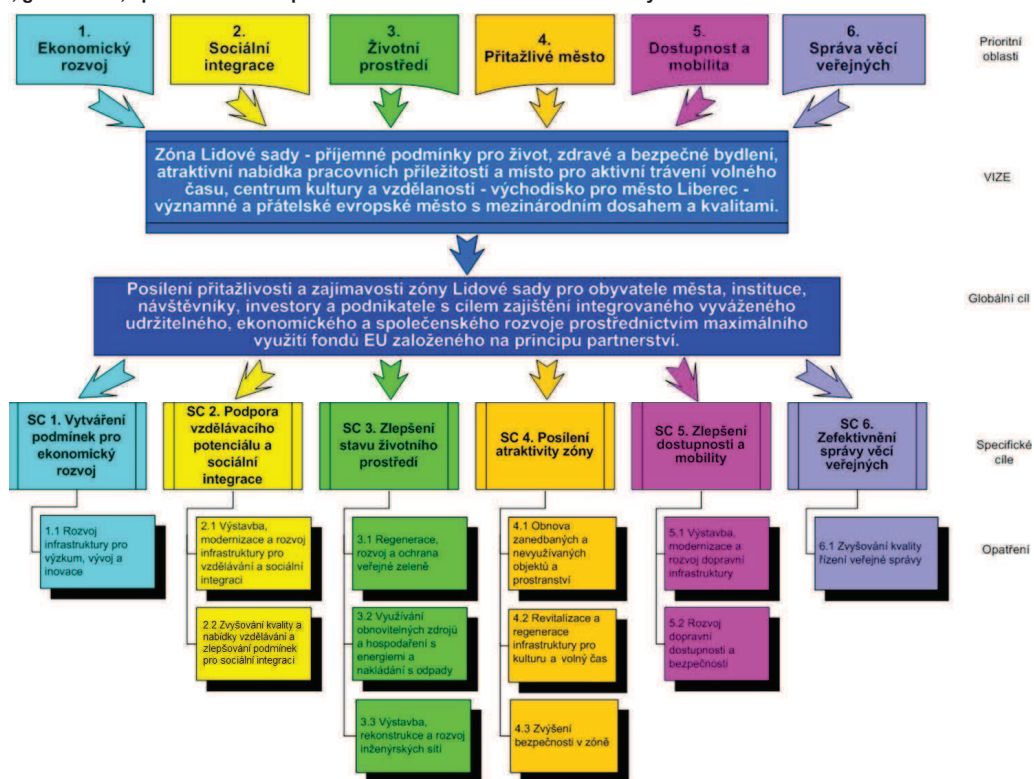 1.
Ekonomický
rozvoj
2.
Sociální
integrace
3.
Životní
prostředí
4.
Přitažlivé město
5.
Dostupnost a
mobilita
6.
Správa věcí
veřejných
Prioritní
oblasti
Zóna Lidové sady - příjemné podmínky pro život, zdravé a bezpečné bydlení,
atraktivní nabídka pracovních příležitostí a místo pro aktivní trávení volného
času, centrum kultury a vzdělanosti - východisko pro město Liberec -
významné a přátelské evropské město s mezinárodním dosahem a kvalitami.
VIZE
Posílení přitažlivosti a zajímavosti zóny Lidové sady pro obyvatele města, instituce,
návštěvníky, investory a podnikatele s cílem zajištění integrovaného vyváženého
udržitelného, ekonomického a společenského rozvoje prostřednictvím maximálního
využití fondů EU založeného na principu partnerství.
Globální cíl
SC 1. Vytváření
podmínek pro
ekonomický
rozvoj
SC 2. Podpora
vzdělávacího
potenciálu a
sociální
integrace
SC 3. Zlepšení
stavu životního
prostředí
SC 4. Posílení
atraktivity zóny
SC 5. Zlepšení
dostupnosti a
mobility
SC 6.
Zefektivnění
správy věcí
veřejných
Specifické
cíle
1.1 Rozvoj
infrastruktury pro
výzkum, vývoj a
inovace
2.1 Výstavba,
modernizace a rozvoj
infrastruktury pro
vzdělávání a sociální
integraci
3.1 Regenerace,
rozvoj a ochrana
veřejné zeleně
4.1 Obnova
zanedbaných a
nevyužívaných
objektů a
prostranství
5.1 Výstavba,
modernizace a
rozvoj dopravní
infrastruktury
6.1 Zvyšování kvality
řízení veřejné správy
Opatření
2.2 Zvyšování kvality a
nabídky vzdělávání a
zlepšování podmínek
pro sociální integraci
3.2 Využívání
obnovitelných zdrojů
a hospodaření s
energiemi a
nakládání s odpady
4.2 Revitalizace a
regenerace
infrastruktury pro
kulturu a volný čas
5.2 Rozvoj
dopravní
dostupnosti a
bezpečnosti
3.3 Výstavba,
rekonstrukce a rozvoj
inženýrských sítí
4.3 Zvýšení
bezpečnosti v zóně